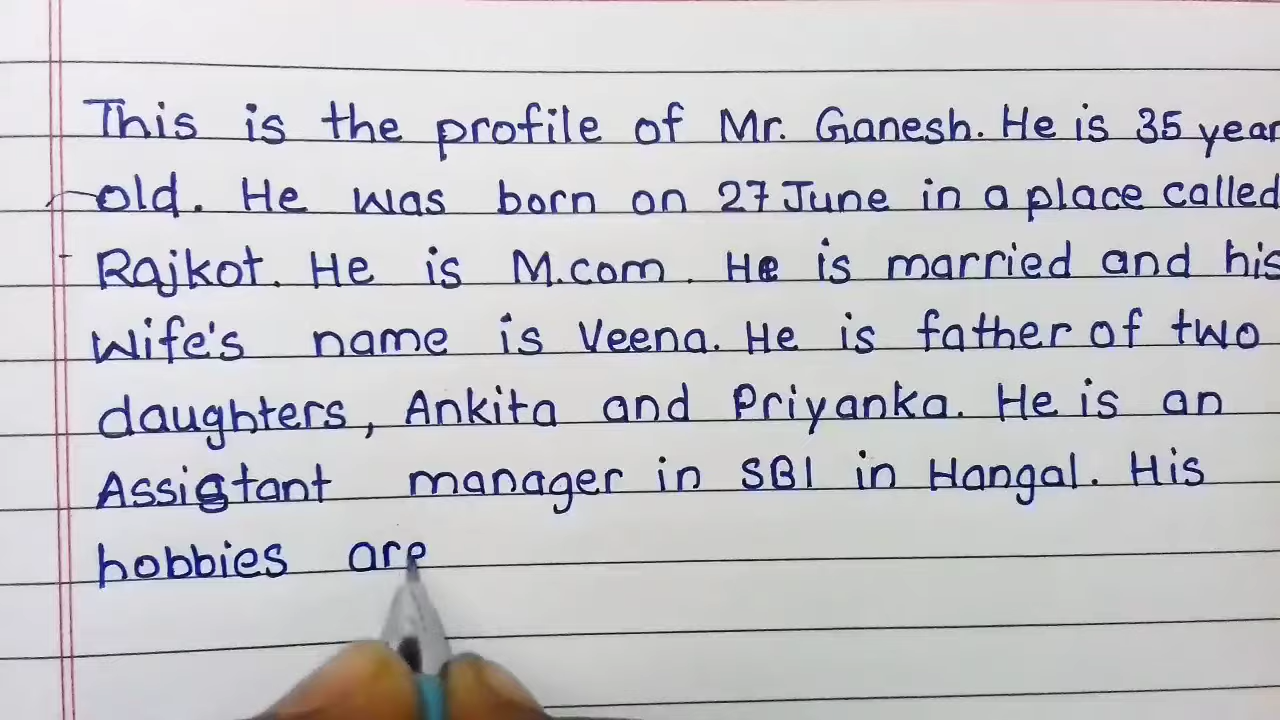 This is the profile of Mr. Ganesh. He is 35 year
old. He was born on 27 June in a place called
Rajkot. He is M.com. He is married and his
Wife's name is Veena. He is father of two
daughters, Ankita and Priyanka. He is an
Assistant manager in SBI in Hangal. His
hobbies are